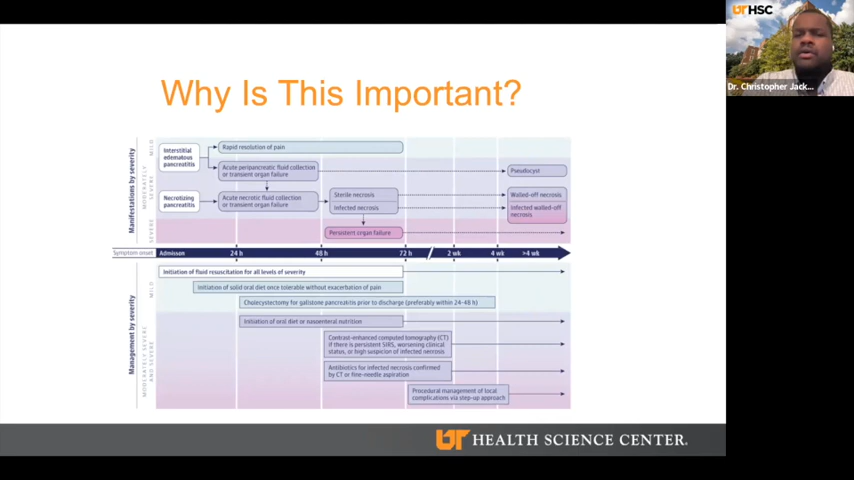 UTHSC
Dr. Christopher Jack...
Why Is This Important?
Manifestations by severity
MILD
MODERATELY
SEVERE
SEVERE
Interstitial
edematous
pancreatitis
Rapid resolution of pain
Acute peripancreatic fluid collection
or transient organ failure
Pseudocyst
Necrotizing
pancreatitis
Acute necrotic fluid collection
or transient organ failure
Sterile necrosis
Infected necrosis
Walled-off necrosis
Infected walled-off
necrosis
Persistent organ failure
Symptom onset
Admission
24 h
48 h
72 h
2 wk
4 wk
>4 wk
Management by severity
MILD
MODERATELY SEVERE
AND SEVERE
Initiation of fluid resuscitation for all levels of severity
Initiation of solid oral diet once tolerable without exacerbation of pain
Cholecystectomy for gallstone pancreatitis prior to discharge (preferably within 24-48 h)
Initiation of oral diet or nasoenteral nutrition
Contrast-enhanced computed tomography (CT)
if there is persistent SIRS, worsening clinical
status, or high suspicion of infected necrosis
Antibiotics for infected necrosis confirmed
by CT or fine-needle aspiration
Procedural management of local
complications via step-up approach
UT HEALTH SCIENCE CENTER.